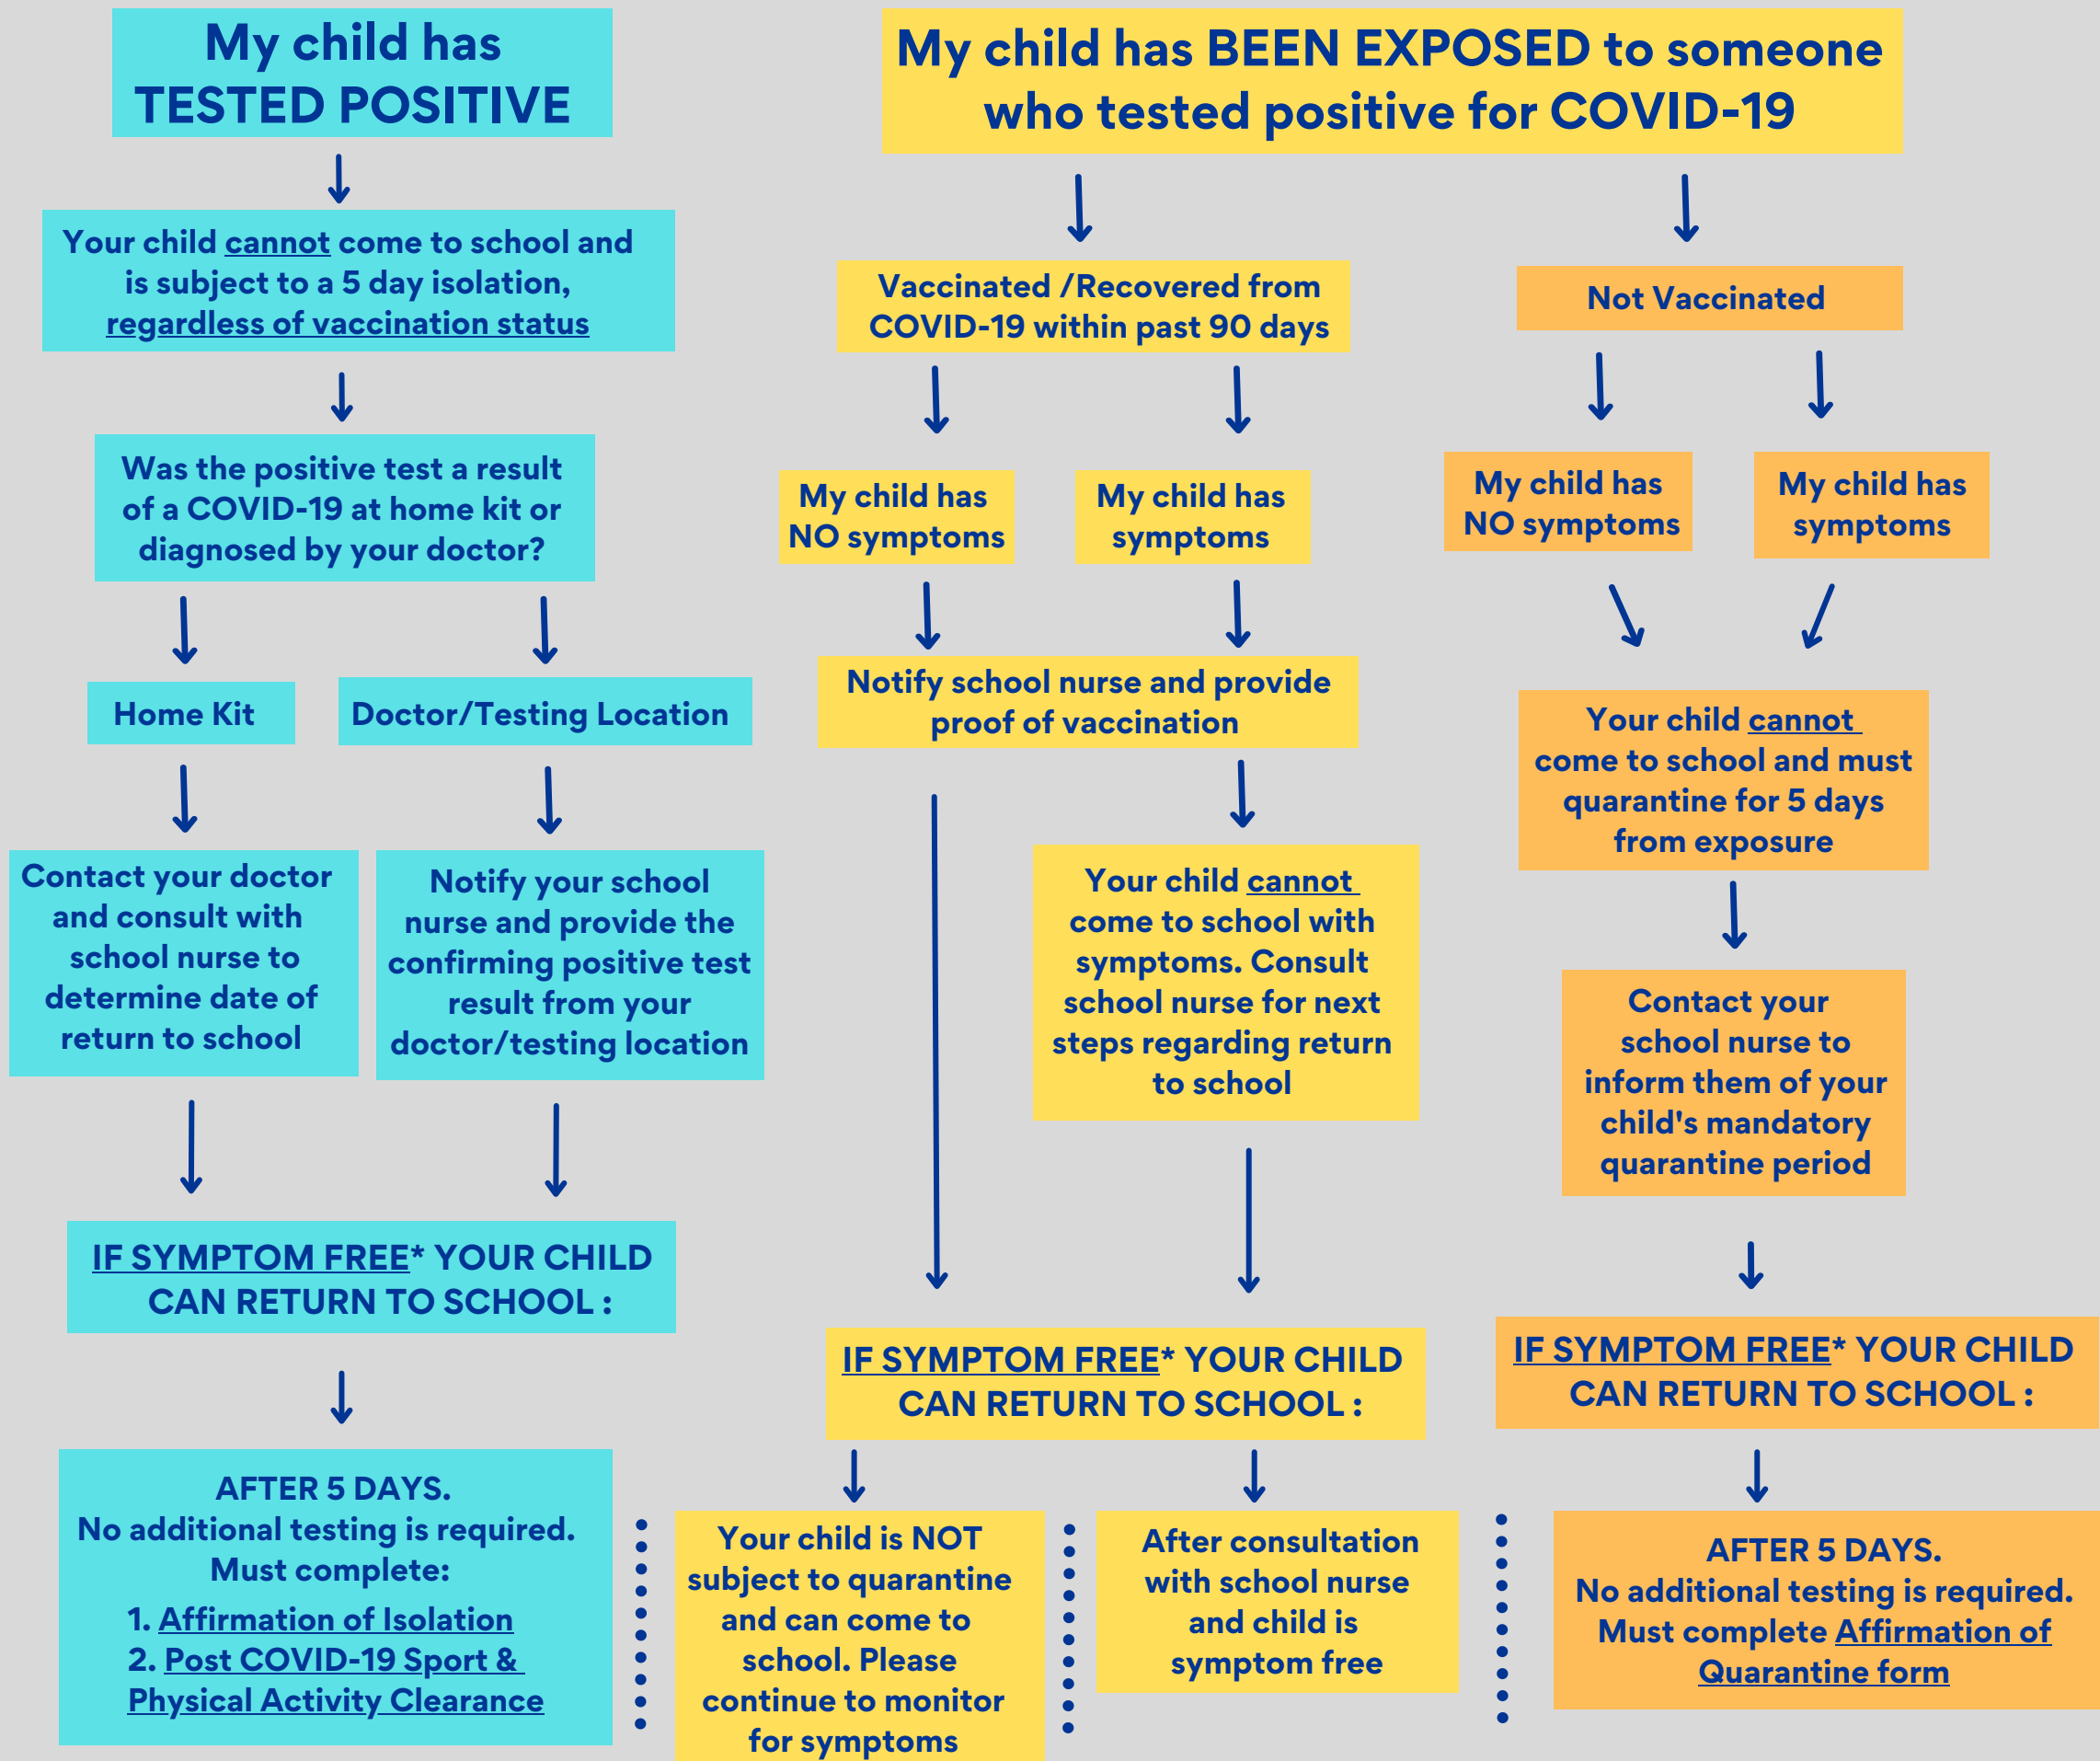 My child has
TESTED POSITIVE
Your child cannot come to school and
is subject to a 5 day isolation,
regardless of vaccination status
Was the positive test a result
of a COVID-19 at home kit or
diagnosed by your doctor?
Home Kit
Doctor/Testing Location
Contact your doctor
and consult with
school nurse to
determine date of
return to school
Notify your school
nurse and provide the
confirming positive test
result from your
doctor/testing location
IF SYMPTOM FREE* YOUR CHILD
CAN RETURN TO SCHOOL :
AFTER 5 DAYS.
No additional testing is required.
Must complete:
1. Affirmation of Isolation
2. Post COVID-19 Sport &
Physical Activity Clearance
My child has BEEN EXPOSED to someone
who tested positive for COVID-19
Vaccinated /Recovered from
COVID-19 within past 90 days
My child has
NO symptoms
My child has
symptoms
Notify school nurse and provide
proof of vaccination
Your child cannot
come to school with
symptoms. Consult
school nurse for next
steps regarding return
to school
IF SYMPTOM FREE* YOUR CHILD
CAN RETURN TO SCHOOL :
Your child is NOT
subject to quarantine
and can come to
school. Please
continue to monitor
for symptoms
After consultation
with school nurse
and child is
symptom free
Not Vaccinated
My child has
NO symptoms
My child has
symptoms
Your child cannot
come to school and must
quarantine for 5 days
from exposure
Contact your
school nurse to
inform them of your
child's mandatory
quarantine period
IF SYMPTOM FREE* YOUR CHILD
CAN RETURN TO SCHOOL :
AFTER 5 DAYS.
No additional testing is required.
Must complete Affirmation of
Quarantine form